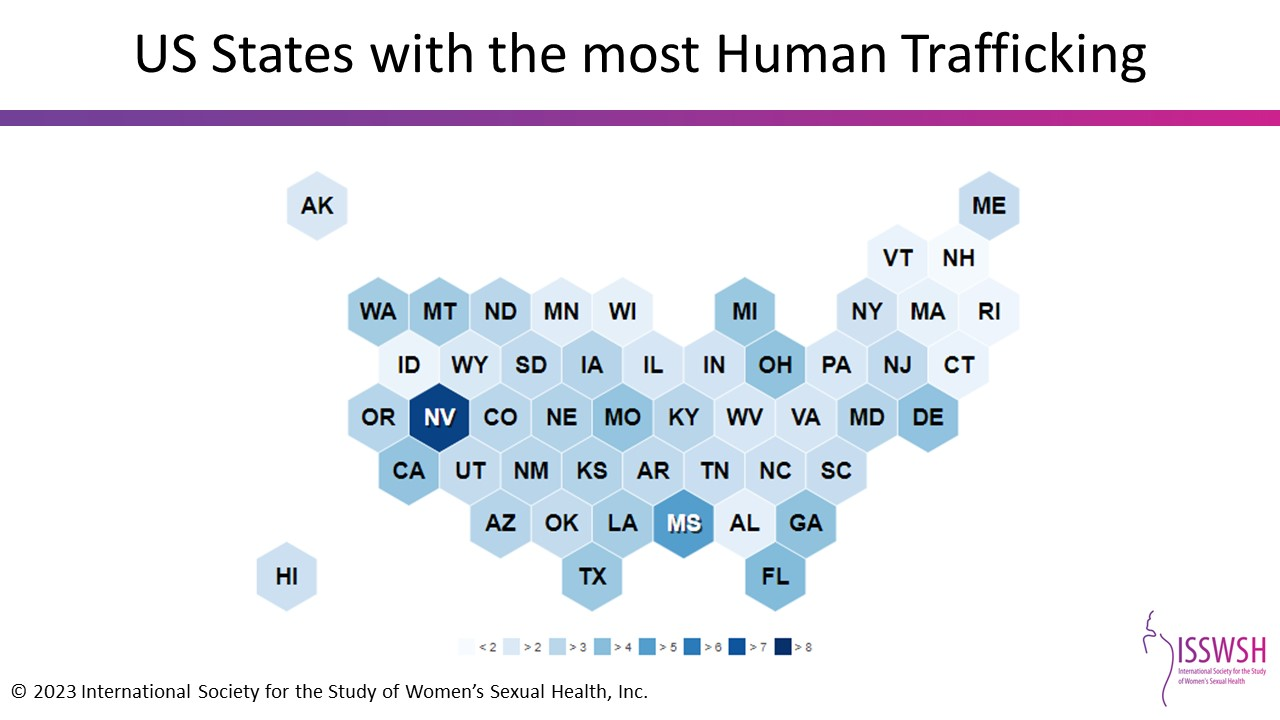 US States with the most Human Trafficking
AK ME
VT NH
WA MT ND MN WI MI NY MA RI
ID WY SD IA IL IN OH PA NJ CT
OR NV CO NE MO KY WV VA MD DE
CA UT NM KS AR TN NC SC
AZ OK LA MS AL GA
HI TX FL
< 2 > 2 > 3 > 4 > 5 > 6 > 7 > 8
ISSWSH
International Society for the Study
of Women's Sexual Health
© 2023 International Society for the Study of Women’s Sexual Health, Inc.